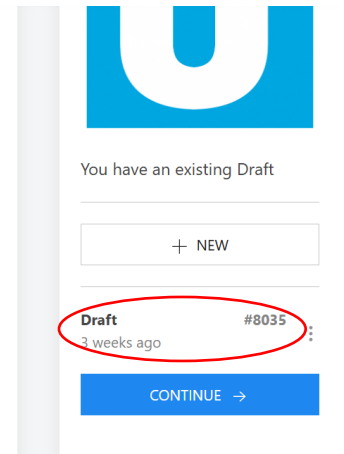 You have an existing Draft
+ NEW
Draft #8035
3 weeks ago
CONTINUE →